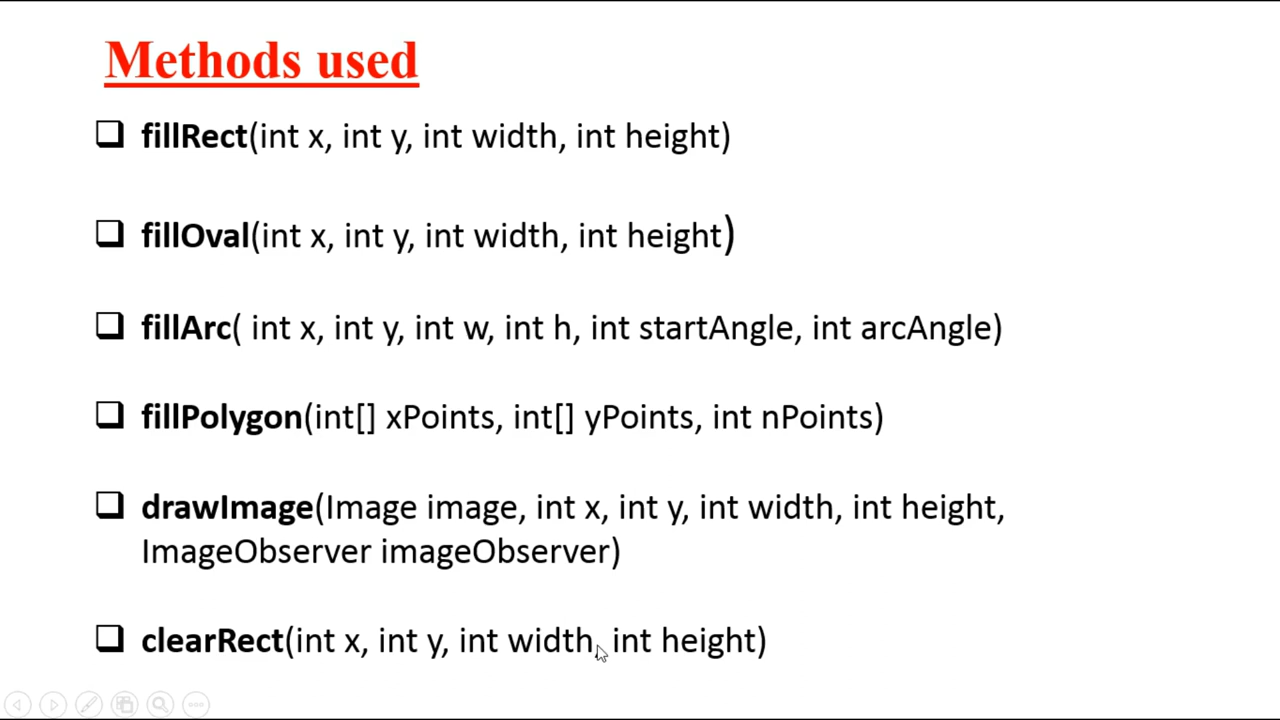 Methods used
fillRect(int x, int y, int width, int height)
fillOval(int x, int y, int width, int height)
fillArc( int x, int y, int w, int h, int startAngle, int arcAngle)
fillPolygon(int[] xPoints, int[] yPoints, int nPoints)
drawImage(Image image, int x, int y, int width, int height,
ImageObserver imageObserver)
clearRect(int x, int y, int width, int height)